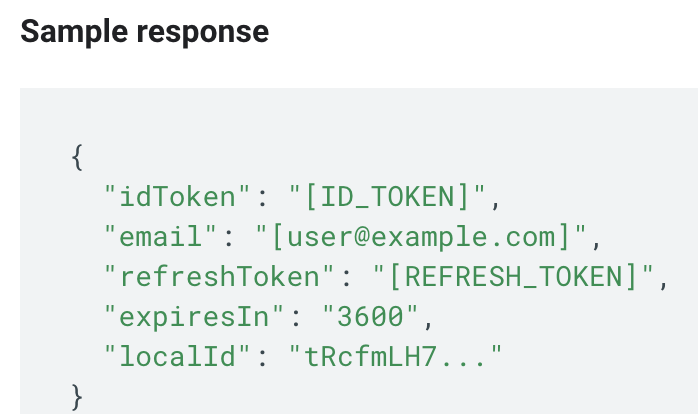 Sample response
{
"idToken": "[ID_TOKEN]",
"email": "[user@example.com]",
"refreshToken": "[REFRESH_TOKEN]",
"expiresIn": "3600",
"localId": "tRcfmLH7..."
}